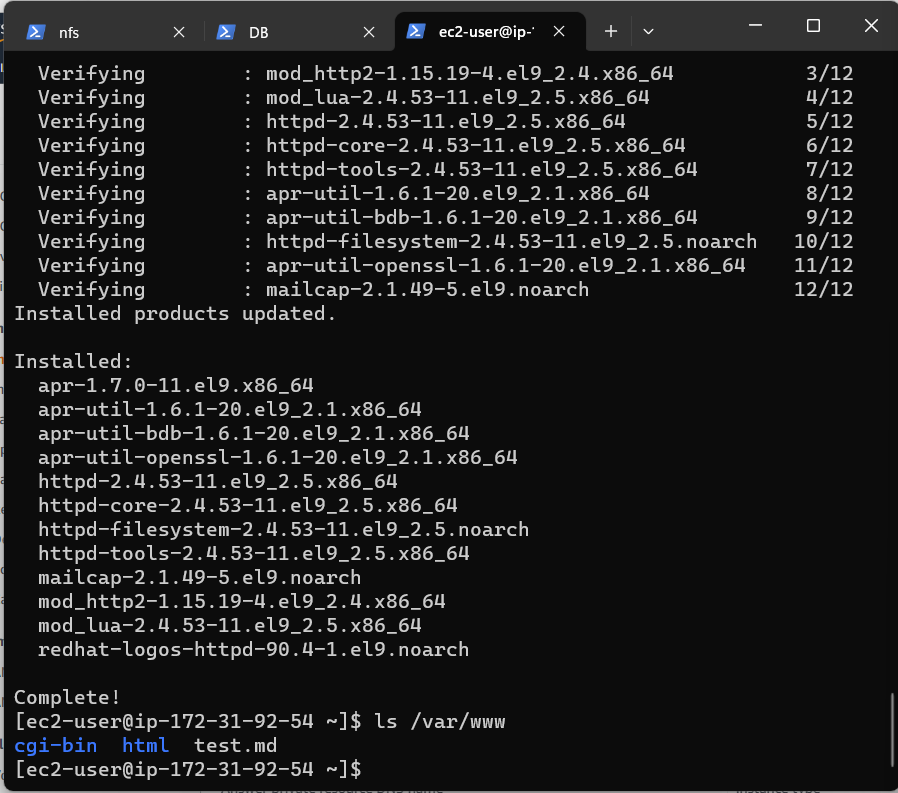 nfs DB ec2-user@ip-
Verifying : mod_http2-1.15.19-4.el9_2.4.x86_64 3/12
Verifying : mod_lua-2.4.53-11.el9_2.5.x86_64 4/12
Verifying : httpd-2.4.53-11.el9_2.5.x86_64 5/12
Verifying : httpd-core-2.4.53-11.el9_2.5.x86_64 6/12
Verifying : httpd-tools-2.4.53-11.el9_2.5.x86_64 7/12
Verifying : apr-util-1.6.1-20.el9_2.1.x86_64 8/12
Verifying : apr-util-bdb-1.6.1-20.el9_2.1.x86_64 9/12
Verifying : httpd-filesystem-2.4.53-11.el9_2.5.noarch 10/12
Verifying : apr-util-openssl-1.6.1-20.el9_2.1.x86_64 11/12
Verifying : mailcap-2.1.49-5.el9.noarch 12/12
Installed products updated.
Installed:
apr-1.7.0-11.el9.x86_64
apr-util-1.6.1-20.el9_2.1.x86_64
apr-util-bdb-1.6.1-20.el9_2.1.x86_64
apr-util-openssl-1.6.1-20.el9_2.1.x86_64
httpd-2.4.53-11.el9_2.5.x86_64
httpd-core-2.4.53-11.el9_2.5.x86_64
httpd-filesystem-2.4.53-11.el9_2.5.noarch
httpd-tools-2.4.53-11.el9_2.5.x86_64
mailcap-2.1.49-5.el9.noarch
mod_http2-1.15.19-4.el9_2.4.x86_64
mod_lua-2.4.53-11.el9_2.5.x86_64
redhat-logos-httpd-90.4-1.el9.noarch
Complete!
[ec2-user@ip-172-31-92-54 ~]$ ls /var/www
cgi-bin html test.md
[ec2-user@ip-172-31-92-54 ~]$